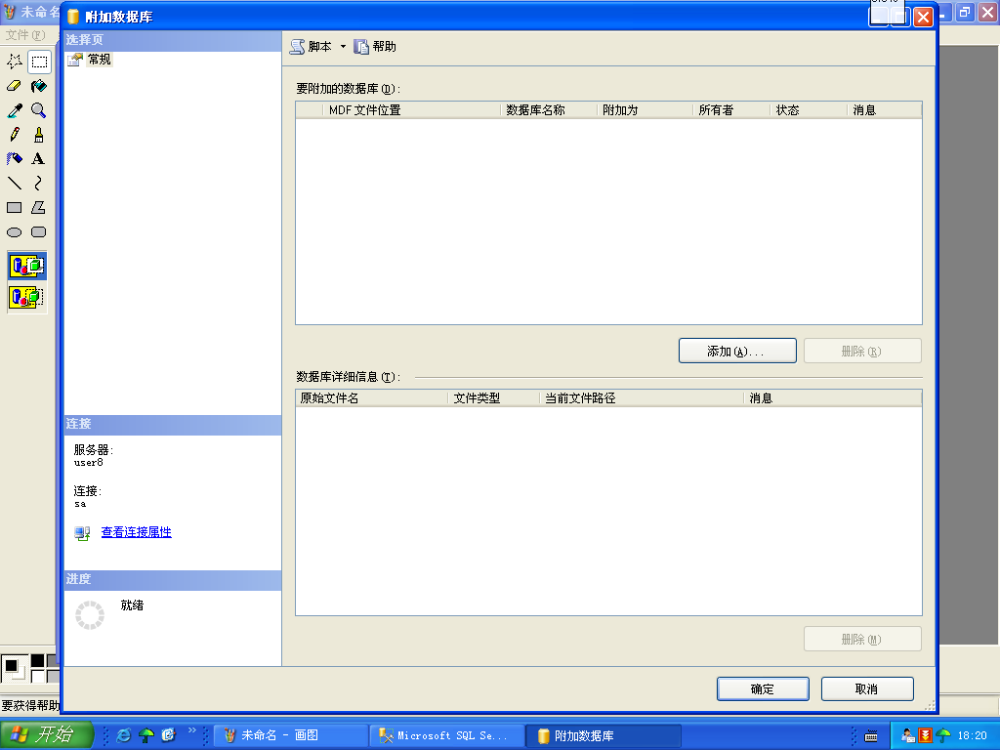 未命名
附加数据库
文件(F)
选择页
常规
脚本 帮助
要附加的数据库(D):
MDF 文件位置 数据库名称 附加为 所有者 状态 消息
添加(A)... 删除(R)
数据库详细信息(T):
原始文件名 文件类型 当前文件路径 消息
连接
服务器:
user8
连接:
sa
查看连接属性
进度
就绪
删除(M)
确定 取消
要获得帮助
开始 未命名 - 画图 Microsoft SQL Se... 附加数据库 18:20